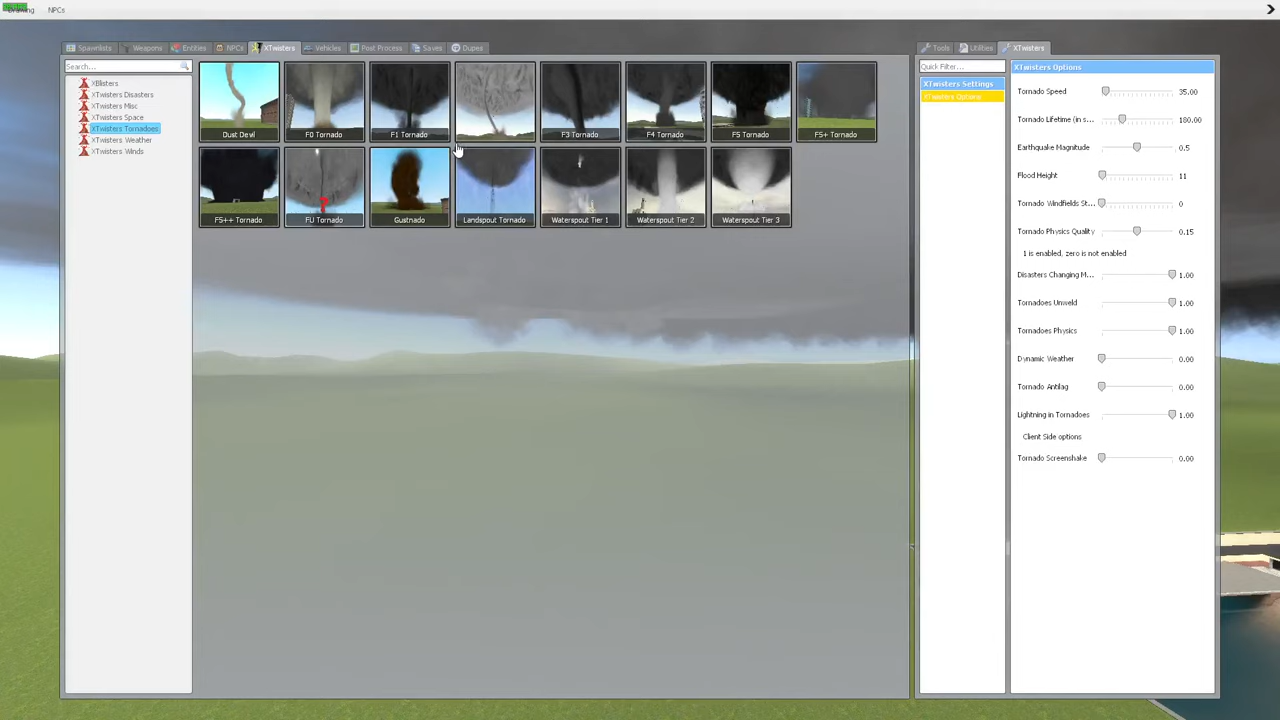 Drawing NPCs
Spawnlists Weapons Entities NPCs XTwisters Vehicles Post Process Saves Dupes
Tools Utilities XTwisters
Search...
XBlisters
XTwisters Disasters
XTwisters Misc
XTwisters Space
XTwisters Tornadoes
XTwisters Weather
XTwisters Winds
Dust Devil F0 Tornado F1 Tornado F3 Tornado F4 Tornado F5 Tornado F5+ Tornado
F5++ Tornado FU Tornado Gustnado Landspout Tornado Waterspout Tier 1 Waterspout Tier 2 Waterspout Tier 3
Quick Filter...
XTwisters Settings
XTwisters Options
XTwisters Options
Tornado Speed 35.00
Tornado Lifetime (in s... 180.00
Earthquake Magnitude 0.5
Flood Height 11
Tornado Windfields St... 0
Tornado Physics Quality 0.15
1 is enabled, zero is not enabled
Disasters Changing M... 1.00
Tornadoes Unweld 1.00
Tornadoes Physics 1.00
Dynamic Weather 0.00
Tornado Antilag 0.00
Lightning in Tornadoes 1.00
Client Side options
Tornado Screenshake 0.00